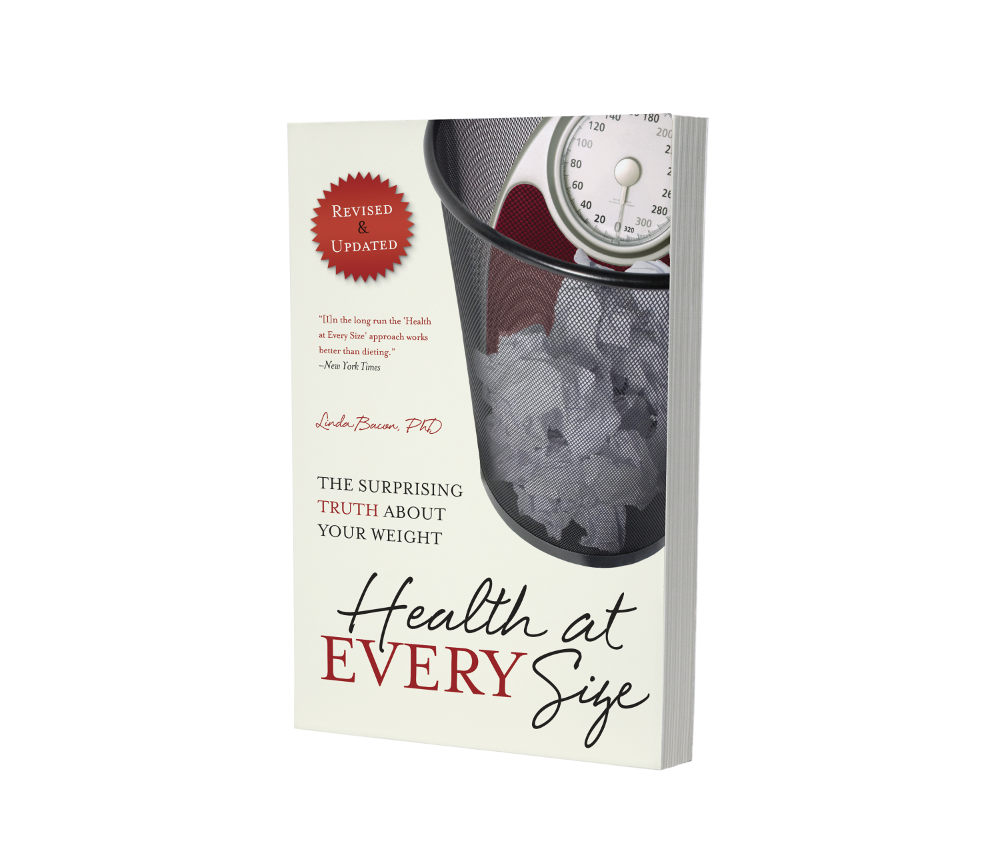 REVISED
&
UPDATED
"[I]n the long run the 'Health
at Every Size' approach works
better than dieting."
—New York Times
Linda Bacon, PhD
THE SURPRISING
TRUTH ABOUT
YOUR WEIGHT
Health at
EVERY Size
140 180
120 200
100
80
60 26
40 280
20 0 320 300